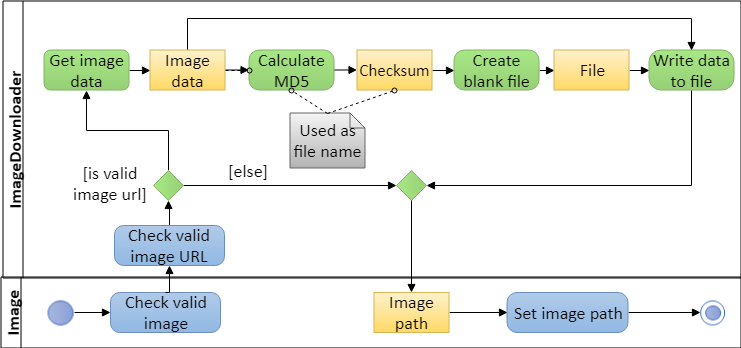 ImageDownloader
Get image
data
Image
data
Calculate
MD5
Checksum
Create
blank file
File
Write data
to file
Used as
file name
[is valid
image url]
[else]
Check valid
image URL
Image
Check valid
image
Image
path
Set image path